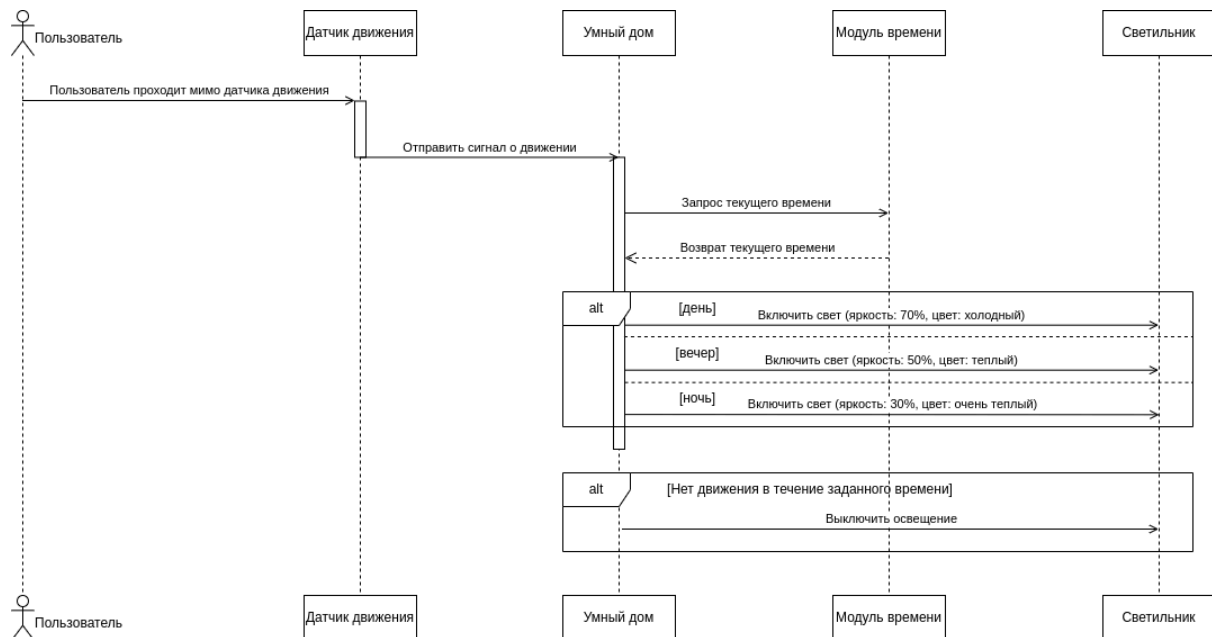 Пользователь
Датчик движения
Умный дом
Модуль времени
Светильник
Пользователь проходит мимо датчика движения
Отправить сигнал о движении
Запрос текущего времени
Возврат текущего времени
alt
[день]
Включить свет (яркость: 70%, цвет: холодный)
[вечер]
Включить свет (яркость: 50%, цвет: теплый)
[ночь]
Включить свет (яркость: 30%, цвет: очень теплый)
alt
[Нет движения в течение заданного времени]
Выключить освещение
Пользователь
Датчик движения
Умный дом
Модуль времени
Светильник